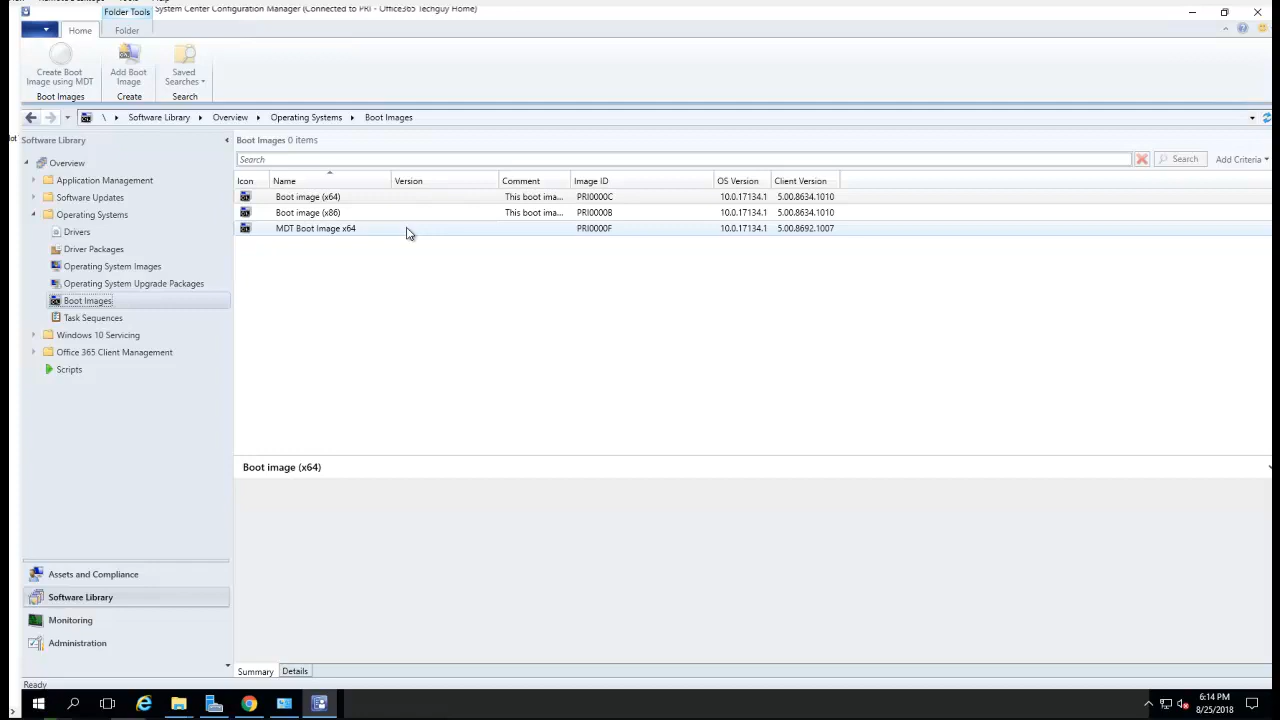 System Center Configuration Manager (Connected to PRI - Office365 Techguy Home)
Folder Tools
Home
Folder
Create Boot
Image using MDT
Add Boot
Image
Saved
Searches
Boot Images
Create
Search
\ Software Library Overview Operating Systems Boot Images
Software Library
Overview
Application Management
Software Updates
Operating Systems
Drivers
Driver Packages
Operating System Images
Operating System Upgrade Packages
Boot Images
Task Sequences
Windows 10 Servicing
Office 365 Client Management
Scripts
Assets and Compliance
Software Library
Monitoring
Administration
Boot Images 0 items
Search
Search
Add Criteria
Icon Name Version Comment Image ID OS Version Client Version
Boot image (x64) This boot ima... PRI0000C 10.0.17134.1 5.00.8634.1010
Boot image (x86) This boot ima... PRI0000B 10.0.17134.1 5.00.8634.1010
MDT Boot Image x64 PRI0000F 10.0.17134.1 5.00.8692.1007
Boot image (x64)
Summary Details
Ready
6:14 PM
8/25/2018